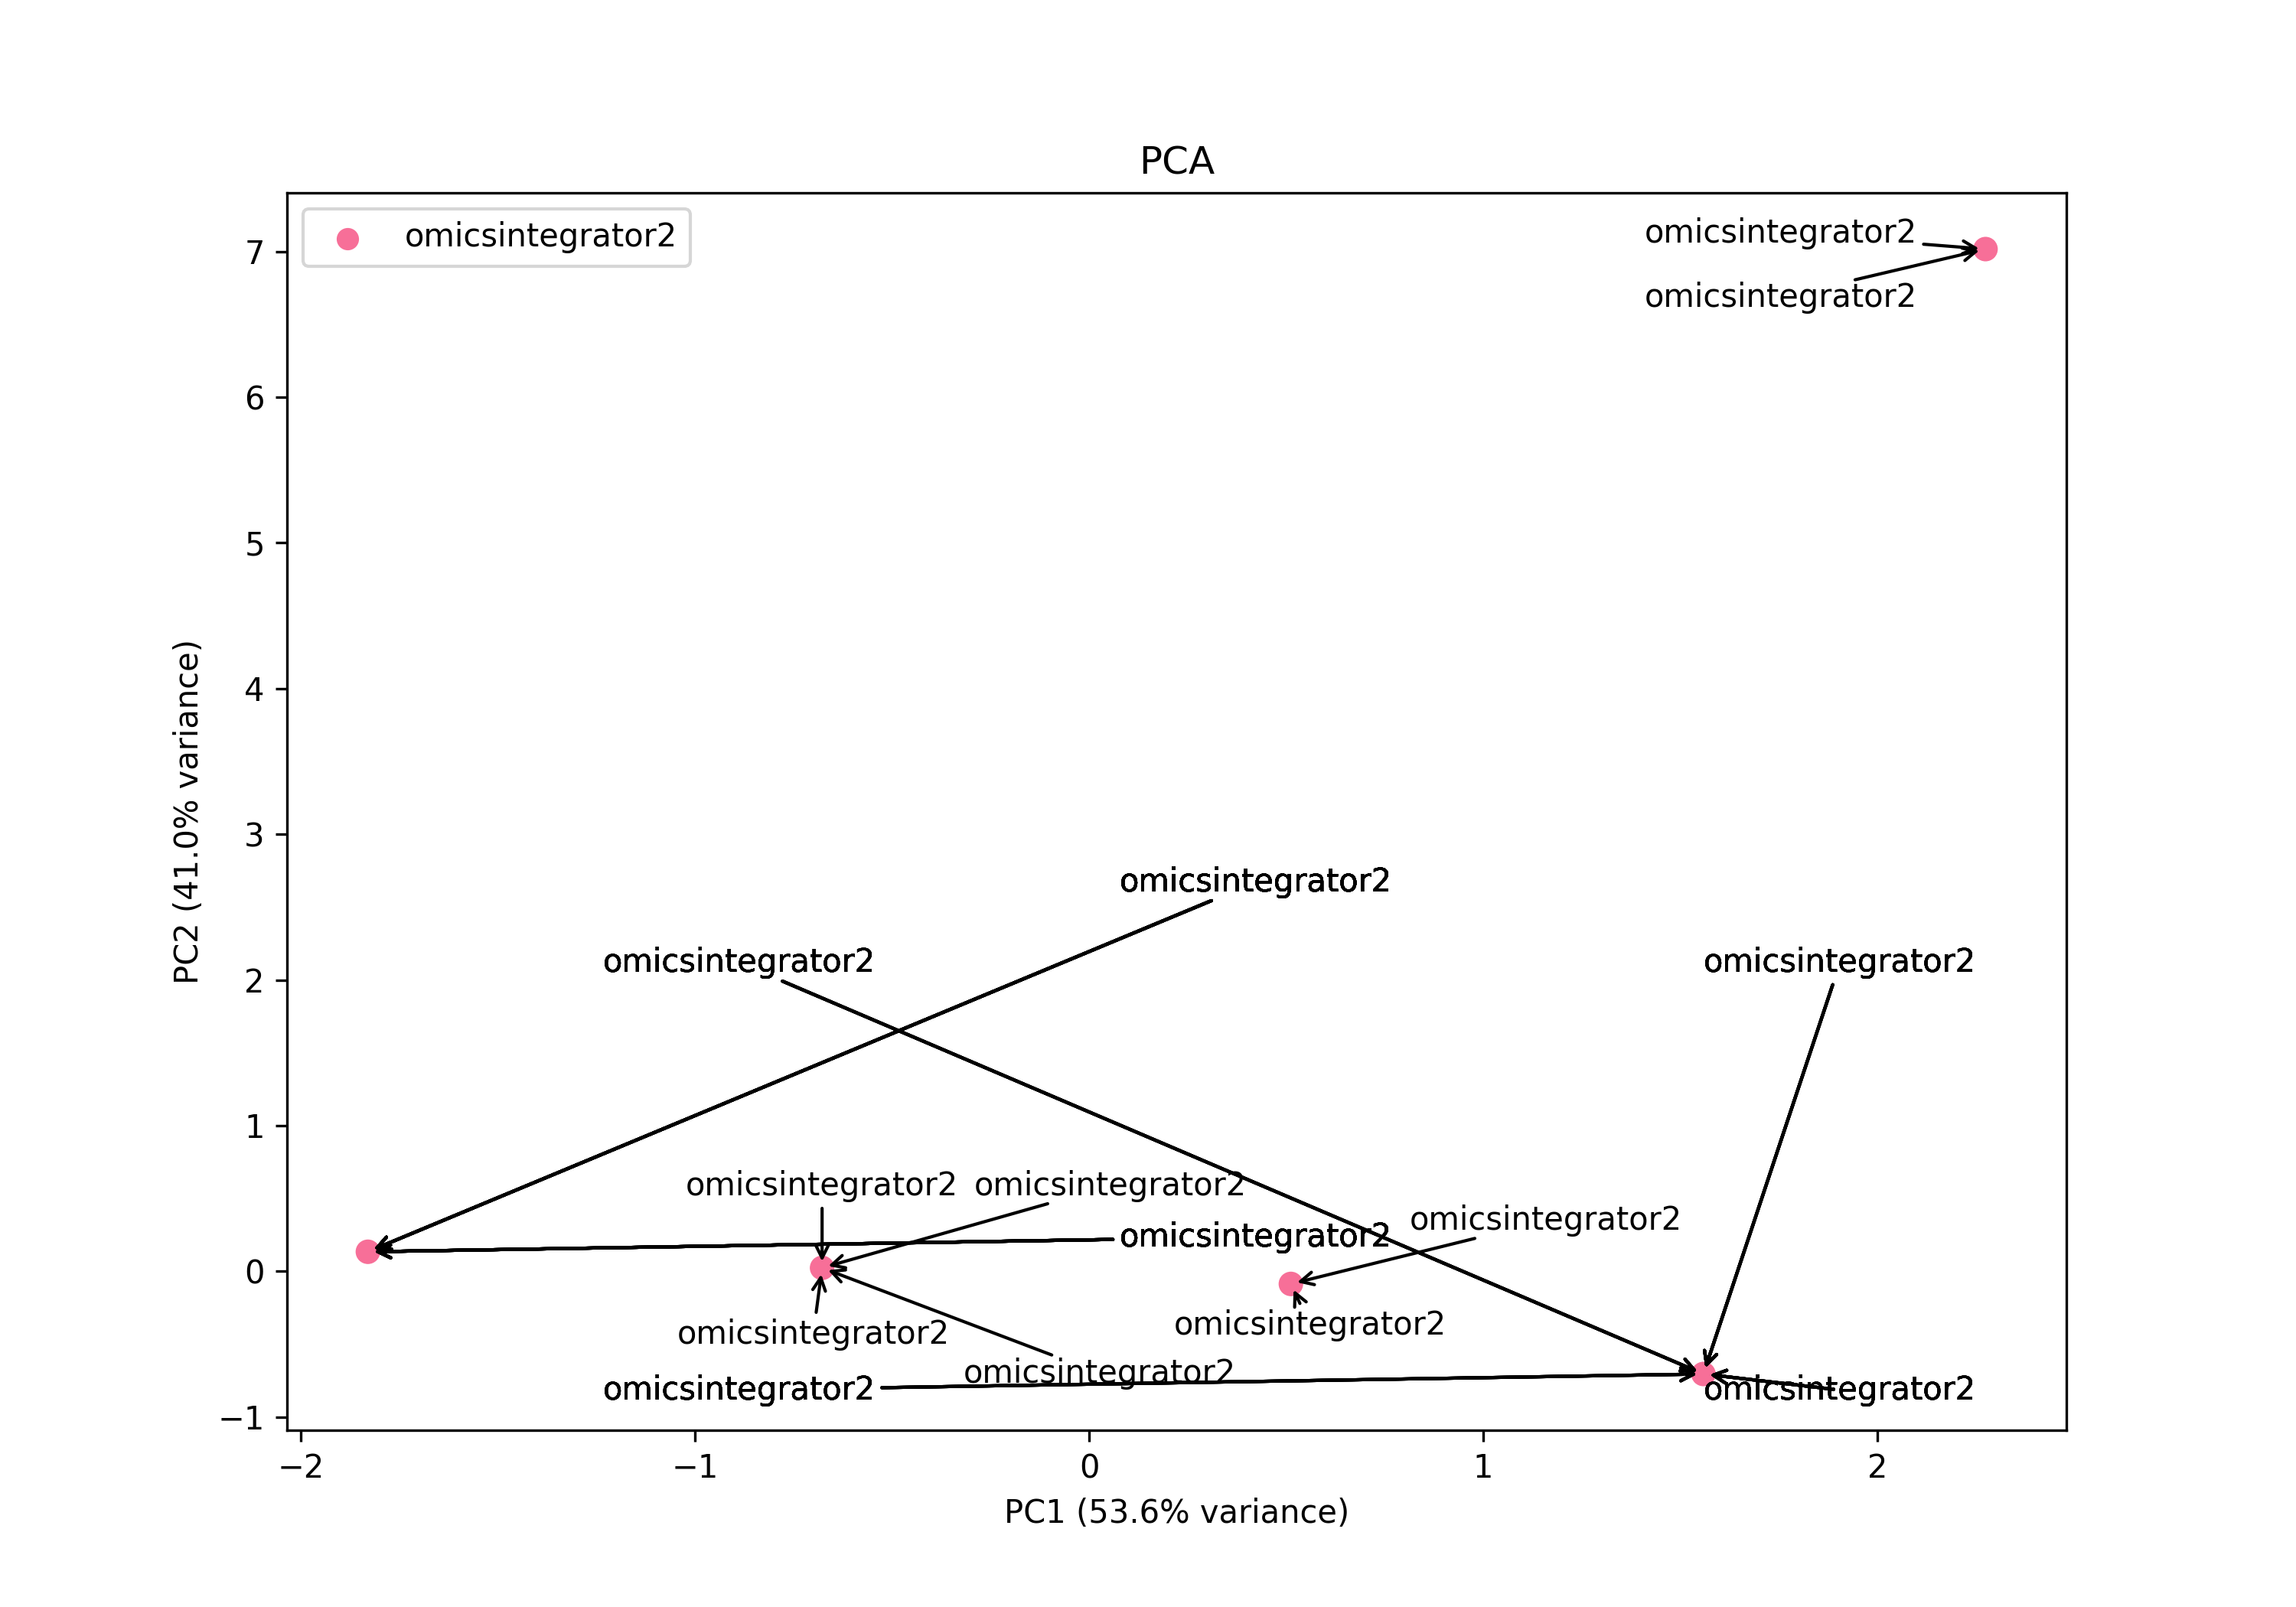 PCA
omicsintegrator2
omicsintegrator2
omicsintegrator2
7
6
5
4
3
2
1
0
−1
PC2 (41.0% variance)
omicsintegrator2
omicsintegrator2
omicsintegrator2
omicsintegrator2
omicsintegrator2
omicsintegrator2
omicsintegrator2
omicsintegrator2
omicsintegrator2
omicsintegrator2
omicsintegrator2
omicsintegrator2
−2
−1
0
1
2
PC1 (53.6% variance)